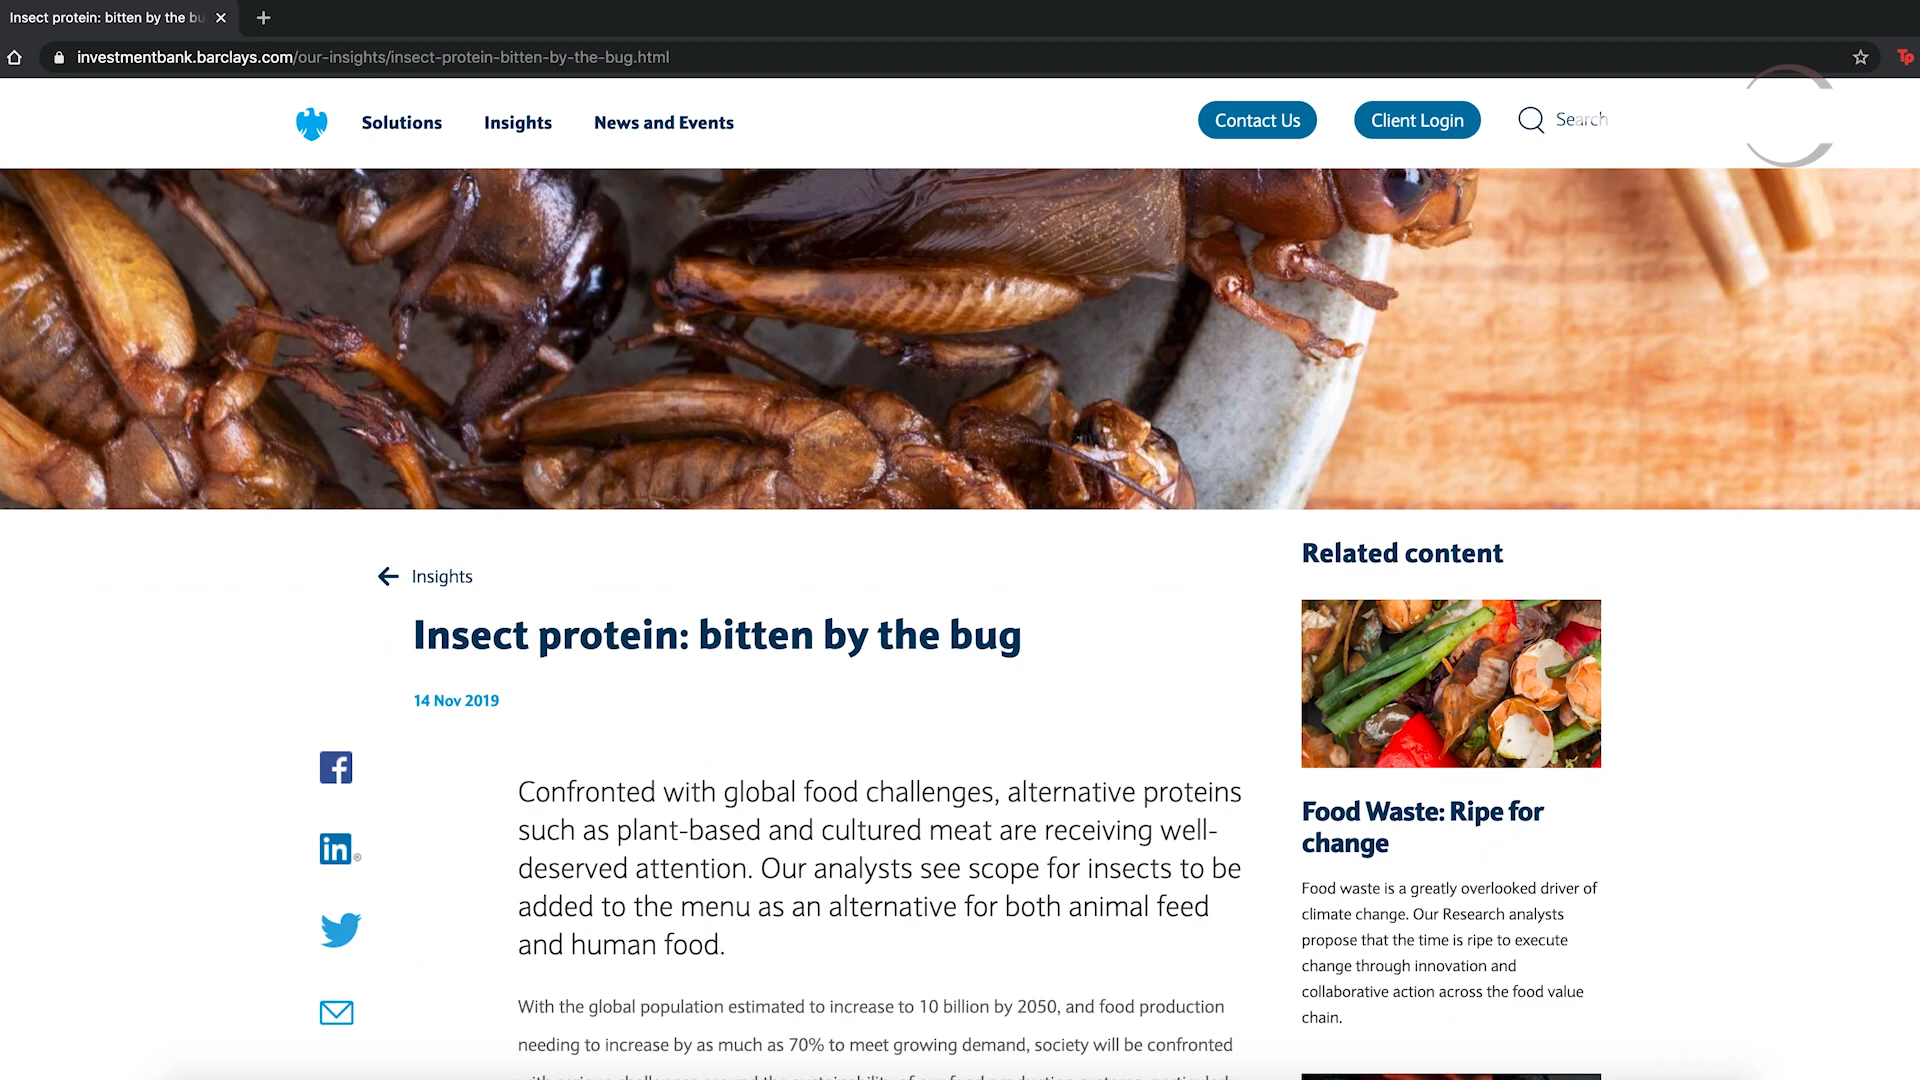 Insect protein: bitten by the bu
investmentbank.barclays.com/our-insights/insect-protein-bitten-by-the-bug.html
Tp
Solutions
Insights
News and Events
Contact Us
Client Login
Search
Insights
Insect protein: bitten by the bug
14 Nov 2019
f
in
Confronted with global food challenges, alternative proteins
such as plant-based and cultured meat are receiving well-
deserved attention. Our analysts see scope for insects to be
added to the menu as an alternative for both animal feed
and human food.
With the global population estimated to increase to 10 billion by 2050, and food production
needing to increase by as much as 70% to meet growing demand, society will be confronted
Related content
Food Waste: Ripe for
change
Food waste is a greatly overlooked driver of
climate change. Our Research analysts
propose that the time is ripe to execute
change through innovation and
collaborative action across the food value
chain.